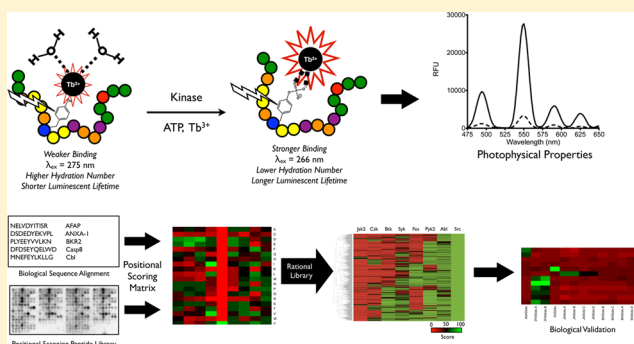 Tb³⁺
Weaker Binding
λex = 275 nm
Higher Hydration Number
Shorter Luminescent Lifetime
Kinase
ATP, Tb³⁺
Tb³⁺
Stronger Binding
λex = 266 nm
Lower Hydration Number
Longer Luminescent Lifetime
RFU
30000
20000
10000
0
475 500 525 550 575 600 625 650
Wavelength (nm)
Photophysical Properties
NELVDYITISR AFAP
DSDEDYEKVPL ANXA-1
PLYEEYVVLKN BKR2
DFDSEYQELWD Casp8
MNEFEYLKLLG Cbl
Biological Sequence Alignment
Positional Scanning Peptide Library
Positional
Scoring
Matrix
Rational
Library
Jak2 Csk Btk Syk Fes Pyk2 Abl Src
0 50 100
Score
Biological Validation